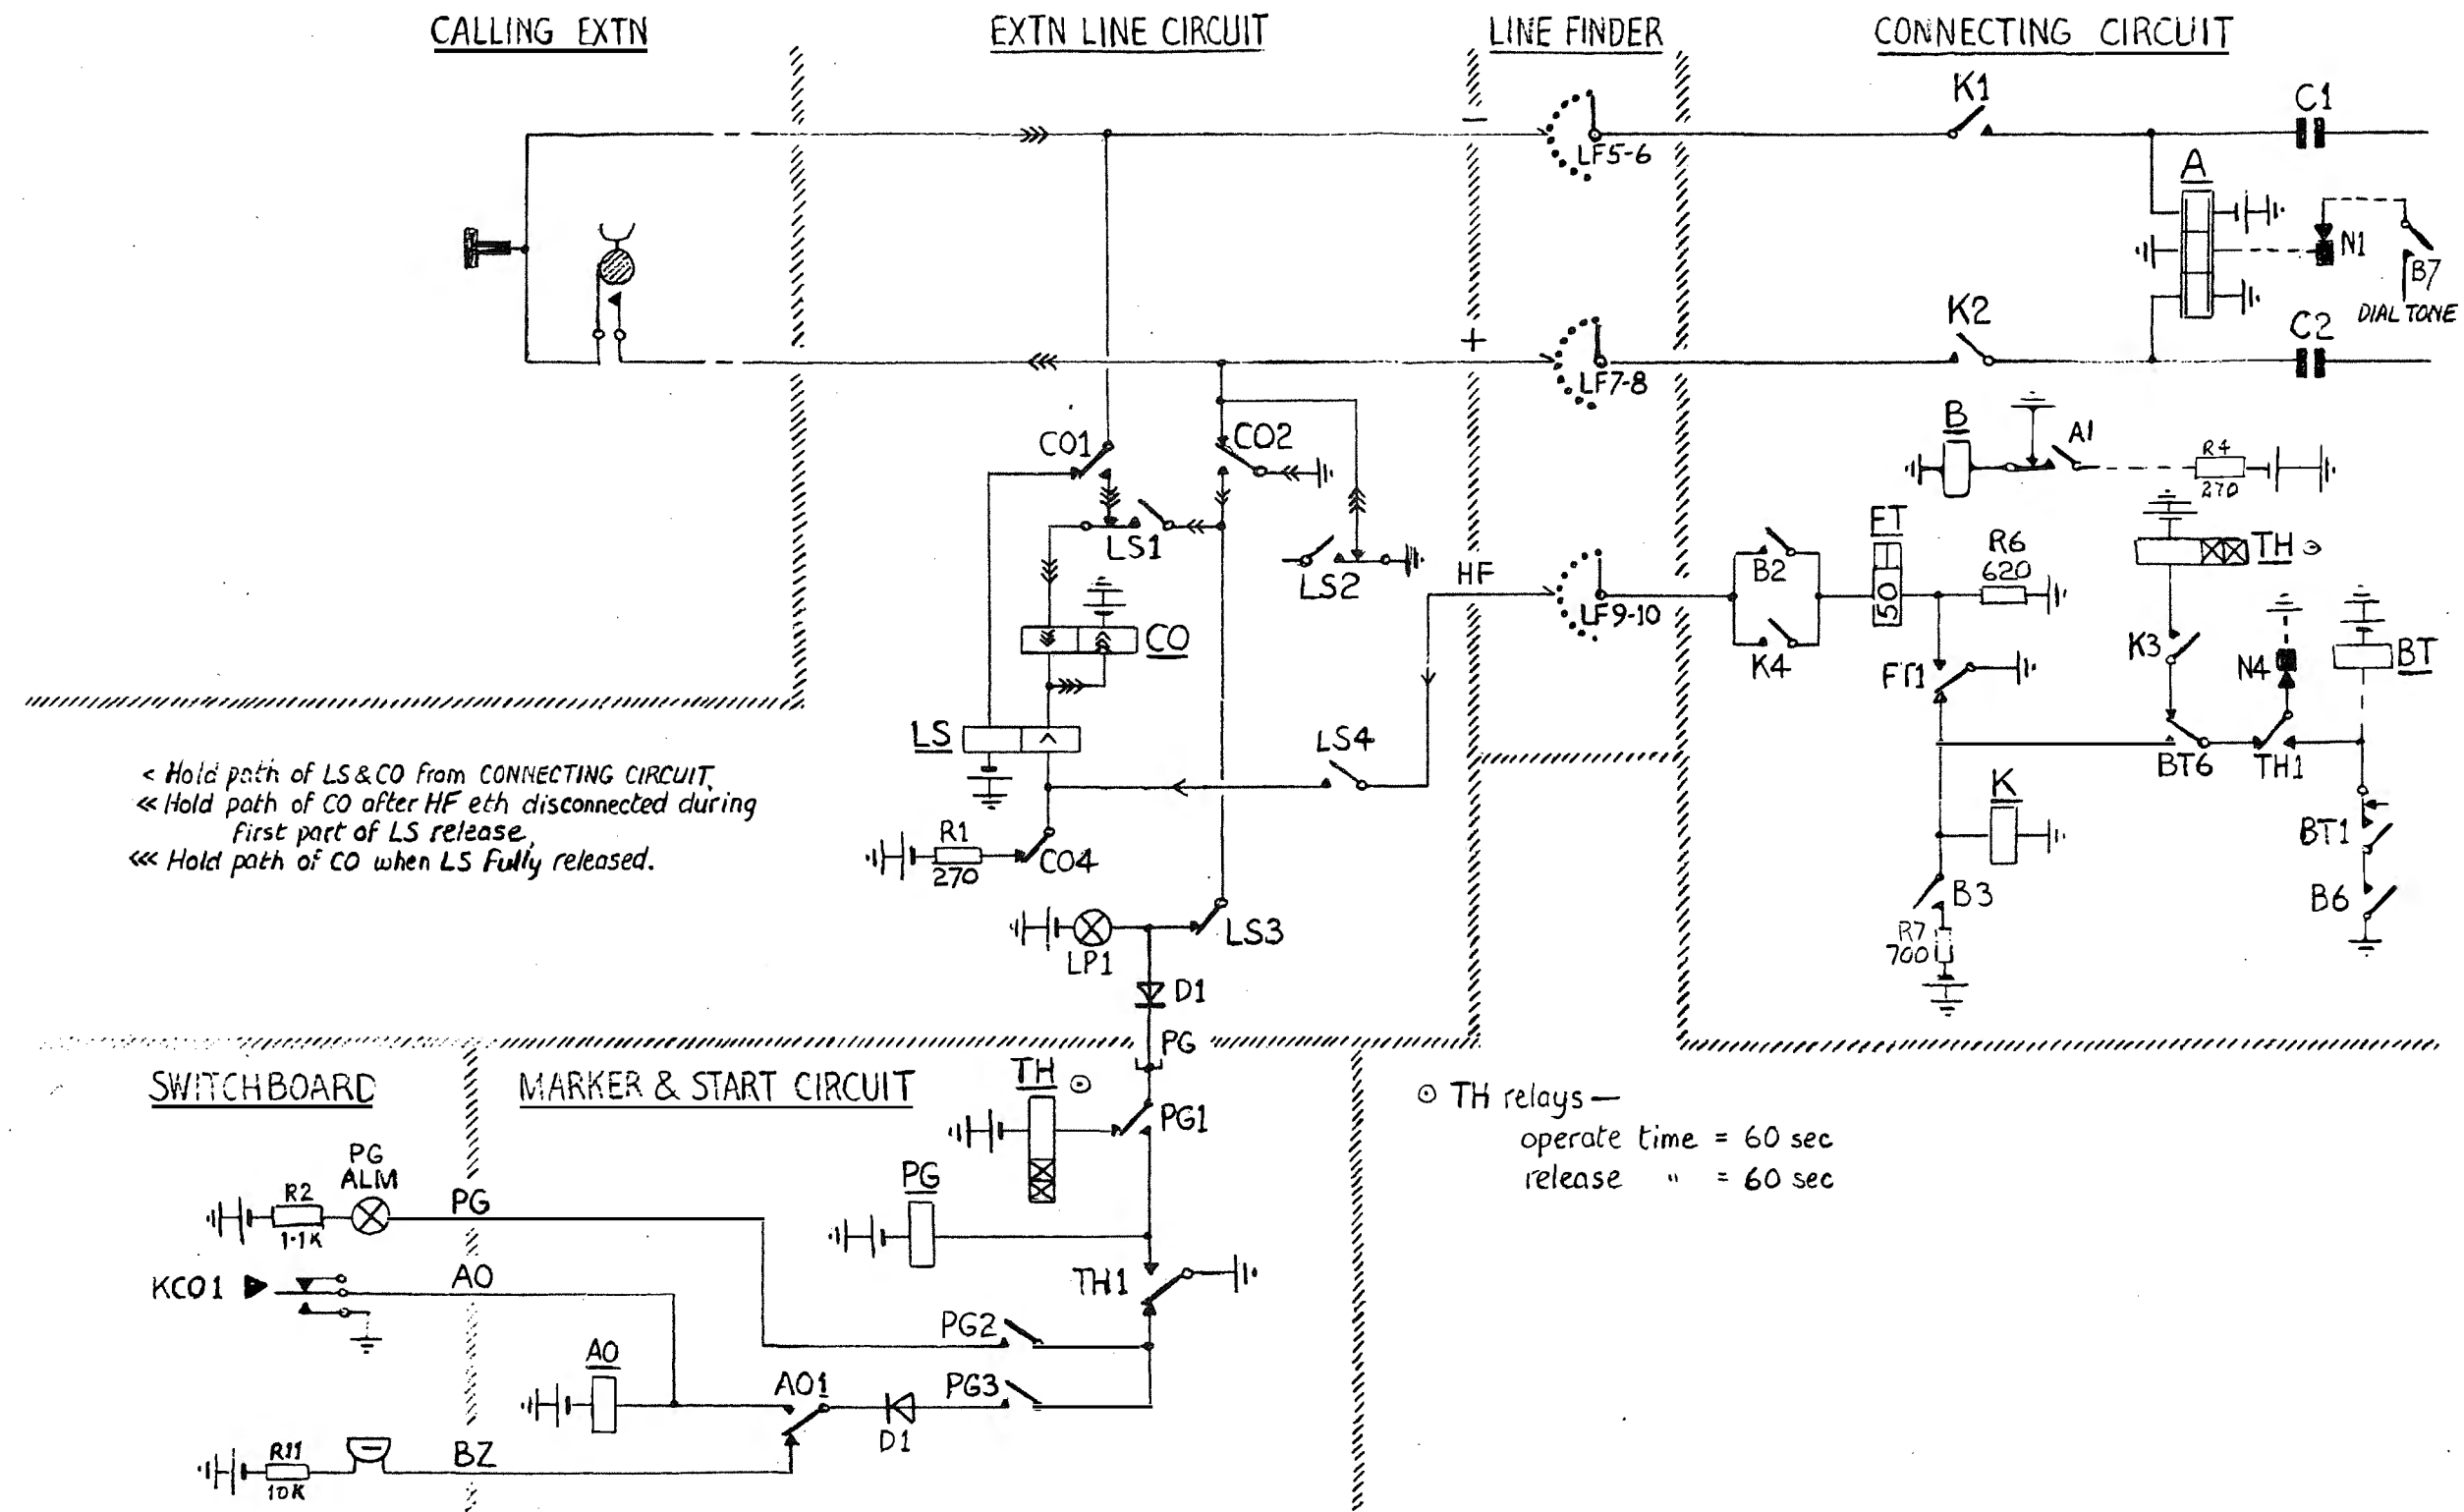 CALLING EXTN
EXTN LINE CIRCUIT
LINE FINDER
CONNECTING CIRCUIT
K1
C1
−
LF5-6
A
N1
B7
DIAL TONE
K2
C2
+
LF7-8
CO1
CO2
B
A1
R4
270
LS1
LS2
FT
50
R6
620
TH ⊙
HF
LF9-10
B2
K4
CO
K3
N4
BT
FT1
LS
LS4
BT6
TH1
< Hold path of LS & CO from CONNECTING CIRCUIT,
<< Hold path of CO after HF eth disconnected during
first part of LS release,
<<< Hold path of CO when LS fully released.
R1
270
CO4
K
BT1
B3
B6
R7
700
LP1
LS3
D1
PG
SWITCHBOARD
MARKER & START CIRCUIT
TH ⊙
PG1
⊙ TH relays —
operate time = 60 sec
release " = 60 sec
PG
ALM
R2
1·1K
PG
PG
KCO1
AO
TH1
PG2
AO
AO1
PG3
D1
R11
10K
BZ